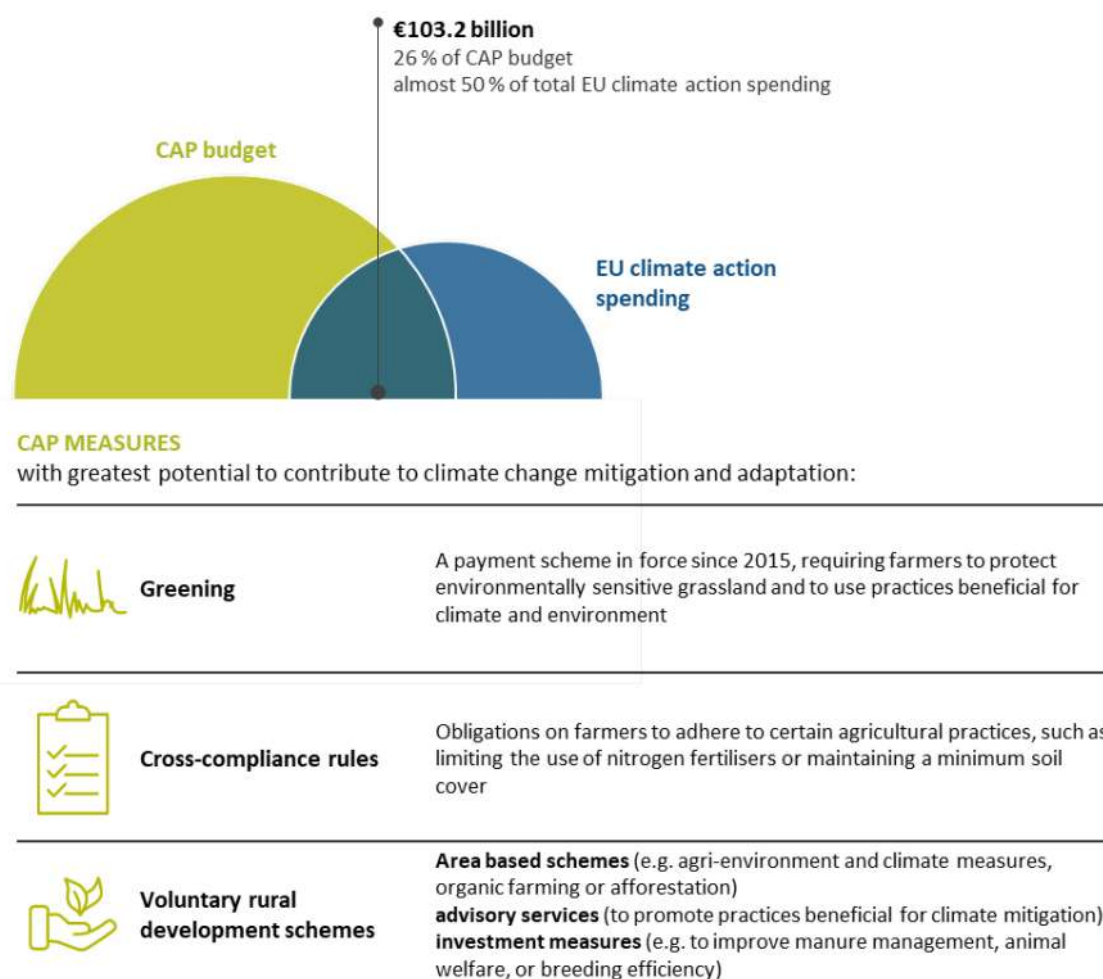 €103.2 billion
26 % of CAP budget
almost 50 % of total EU climate action spending
CAP budget
EU climate action
spending
CAP MEASURES
with greatest potential to contribute to climate change mitigation and adaptation:
Greening
A payment scheme in force since 2015, requiring farmers to protect
environmentally sensitive grassland and to use practices beneficial for
climate and environment
Cross-compliance rules
Obligations on farmers to adhere to certain agricultural practices, such as
limiting the use of nitrogen fertilisers or maintaining a minimum soil
cover
Voluntary rural
development schemes
Area based schemes (e.g. agri-environment and climate measures,
organic farming or afforestation)
advisory services (to promote practices beneficial for climate mitigation)
investment measures (e.g. to improve manure management, animal
welfare, or breeding efficiency)